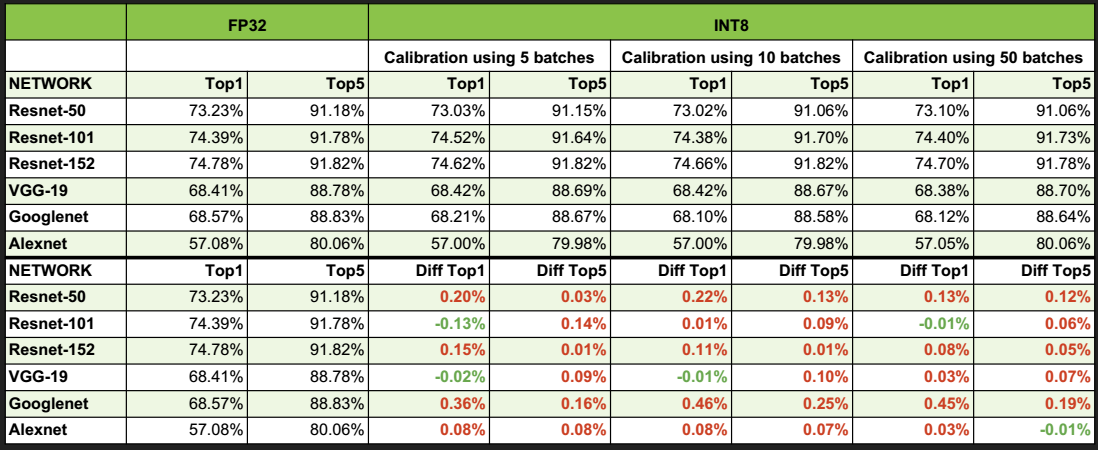 FP32 INT8
Calibration using 5 batches Calibration using 10 batches Calibration using 50 batches
NETWORK Top1 Top5 Top1 Top5 Top1 Top5 Top1 Top5
Resnet-50 73.23% 91.18% 73.03% 91.15% 73.02% 91.06% 73.10% 91.06%
Resnet-101 74.39% 91.78% 74.52% 91.64% 74.38% 91.70% 74.40% 91.73%
Resnet-152 74.78% 91.82% 74.62% 91.82% 74.66% 91.82% 74.70% 91.78%
VGG-19 68.41% 88.78% 68.42% 88.69% 68.42% 88.67% 68.38% 88.70%
Googlenet 68.57% 88.83% 68.21% 88.67% 68.10% 88.58% 68.12% 88.64%
Alexnet 57.08% 80.06% 57.00% 79.98% 57.00% 79.98% 57.05% 80.06%
NETWORK Top1 Top5 Diff Top1 Diff Top5 Diff Top1 Diff Top5 Diff Top1 Diff Top5
Resnet-50 73.23% 91.18% 0.20% 0.03% 0.22% 0.13% 0.13% 0.12%
Resnet-101 74.39% 91.78% -0.13% 0.14% 0.01% 0.09% -0.01% 0.06%
Resnet-152 74.78% 91.82% 0.15% 0.01% 0.11% 0.01% 0.08% 0.05%
VGG-19 68.41% 88.78% -0.02% 0.09% -0.01% 0.10% 0.03% 0.07%
Googlenet 68.57% 88.83% 0.36% 0.16% 0.46% 0.25% 0.45% 0.19%
Alexnet 57.08% 80.06% 0.08% 0.08% 0.08% 0.07% 0.03% -0.01%